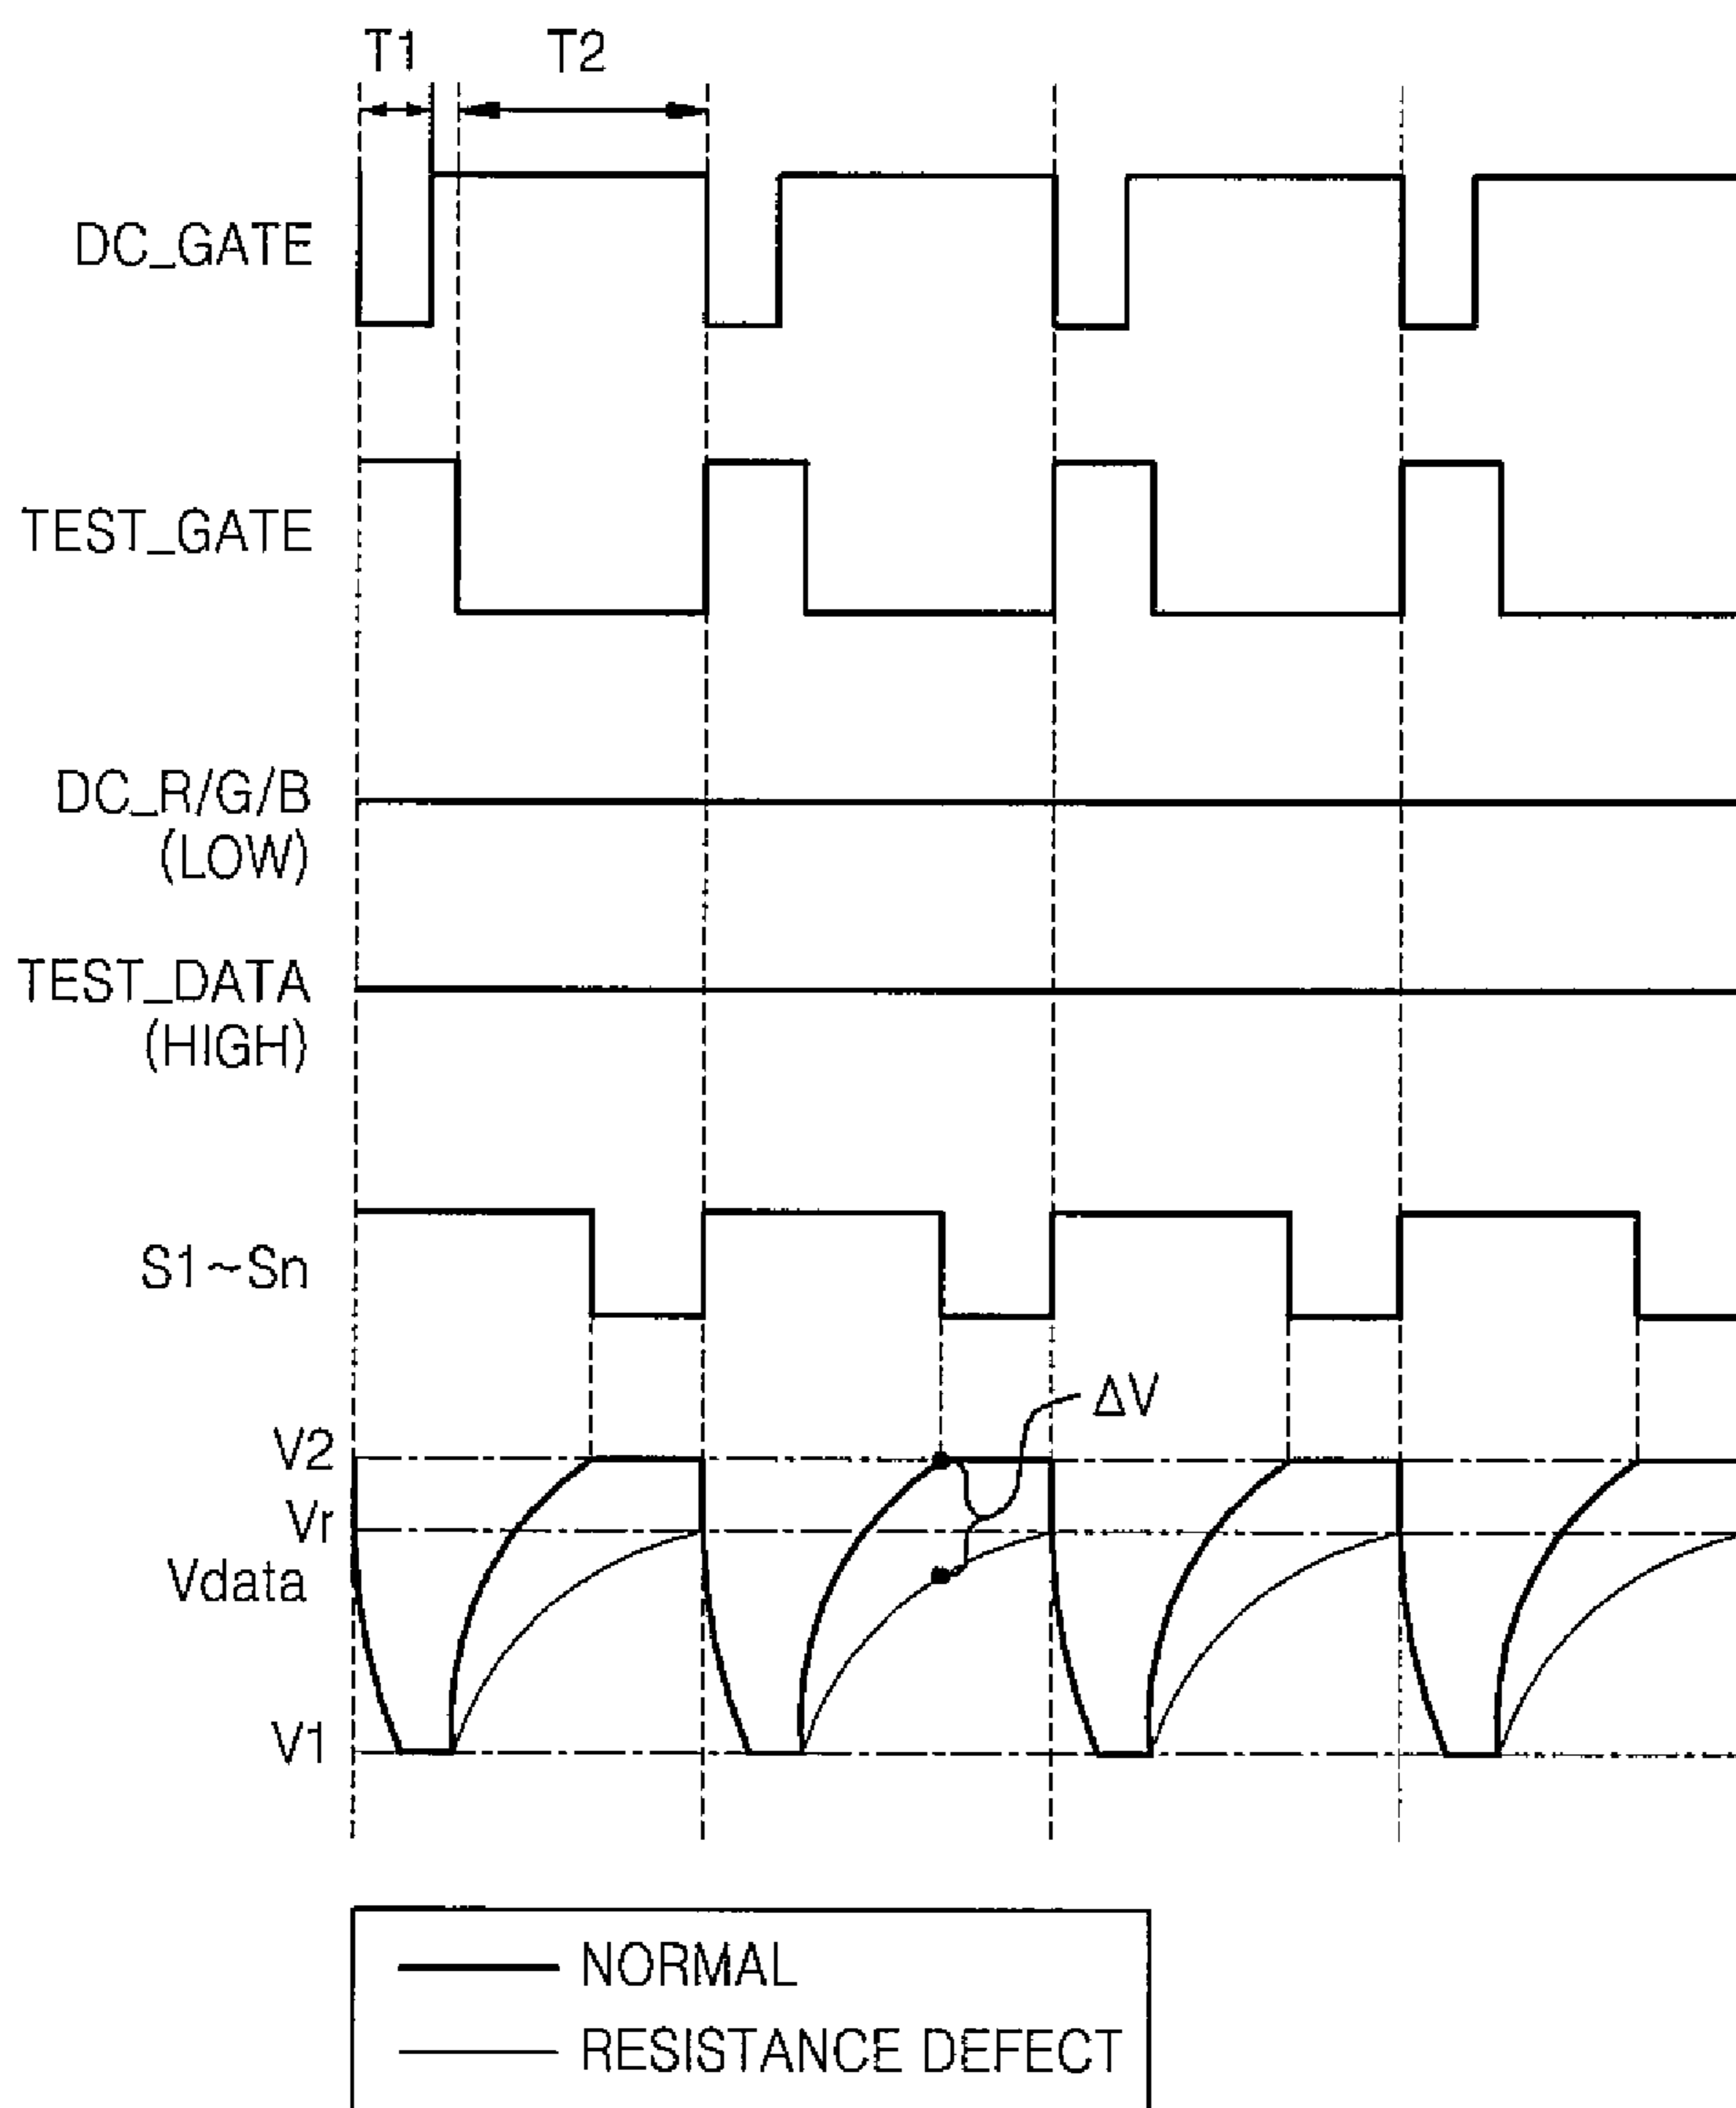 T1 T2
DC_GATE
TEST_GATE
DC_R/G/B
(LOW)
TEST_DATA
(HIGH)
S1~Sn
ΔV
V2
Vr
Vdata
V1
NORMAL
RESISTANCE DEFECT